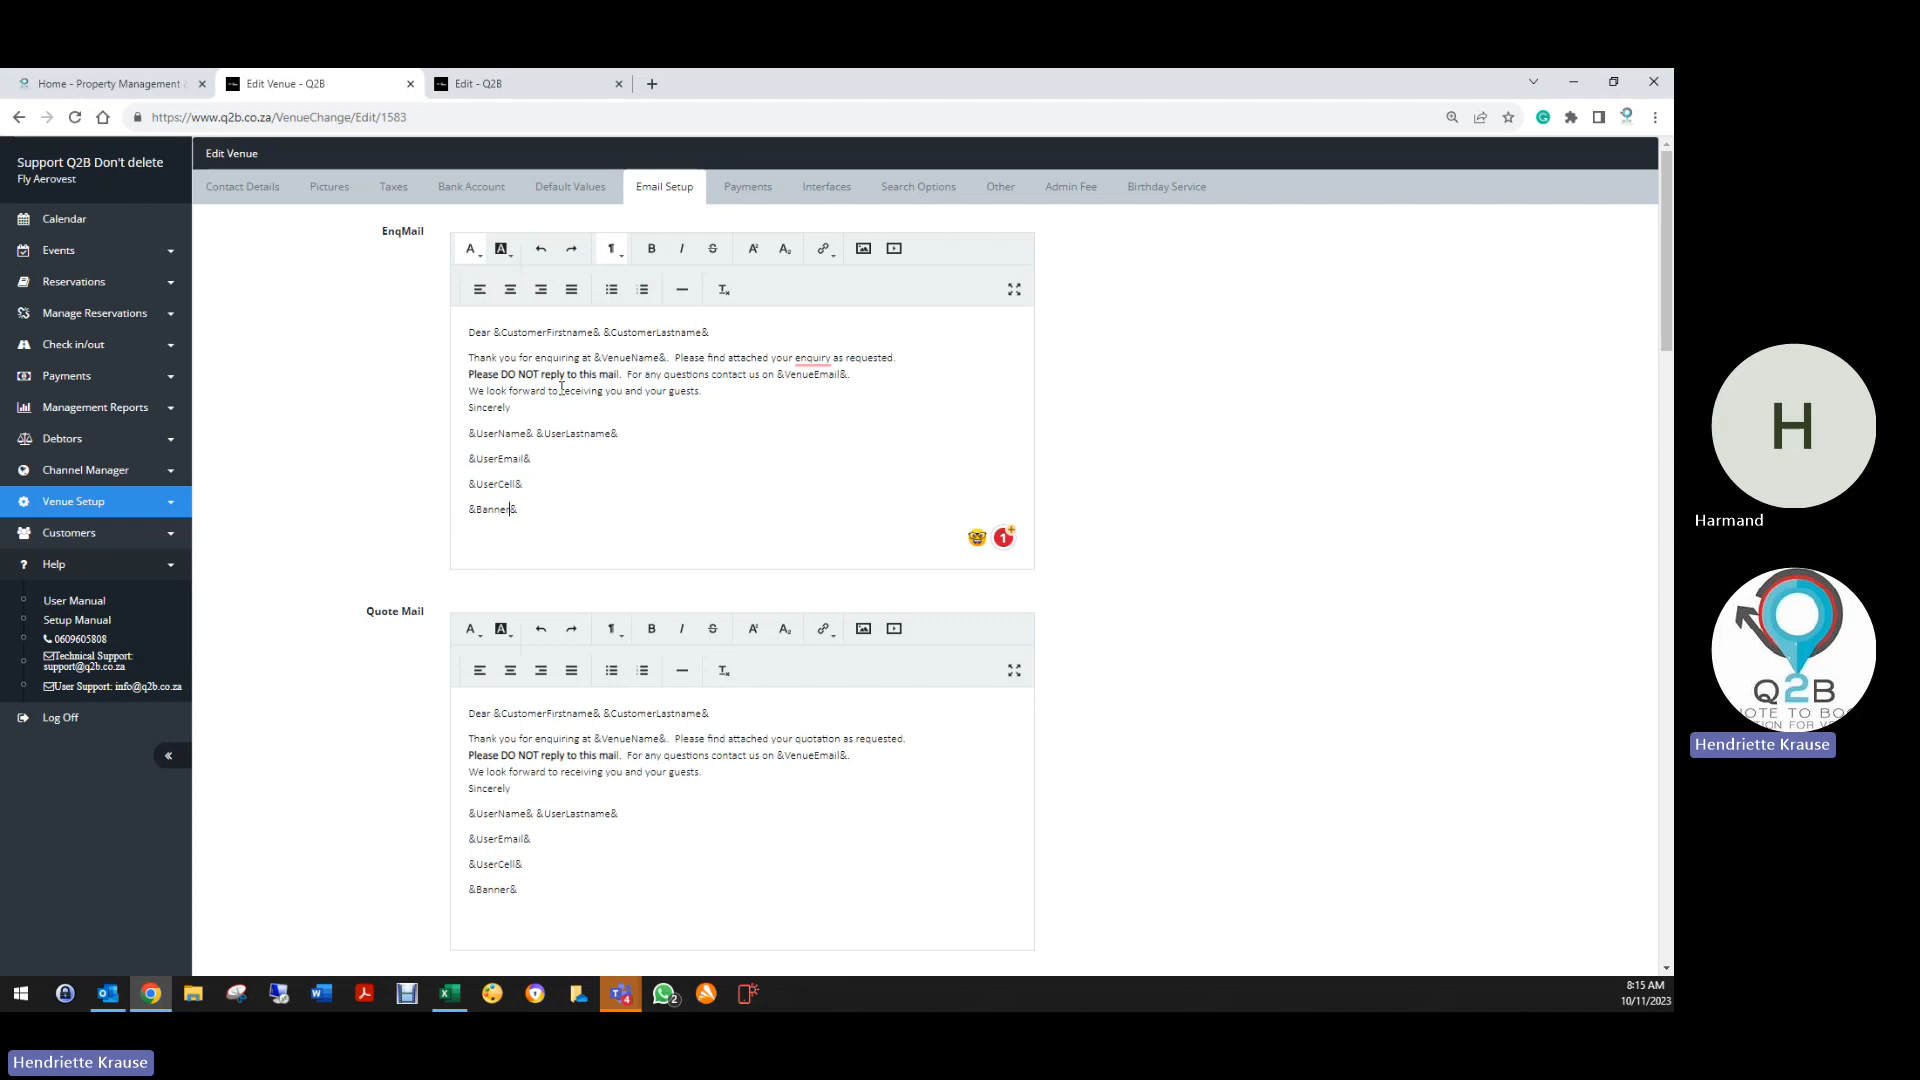 Home - Property Management &
Edit Venue - Q2B
Edit - Q2B
https://www.q2b.co.za/VenueChange/Edit/1583
Support Q2B Don't delete
Fly Aerovest
Calendar
Events
Reservations
Manage Reservations
Check in/out
Payments
Management Reports
Debtors
Channel Manager
Venue Setup
Customers
? Help
User Manual
Setup Manual
0609605808
Technical Support:
support@q2b.co.za
User Support: info@q2b.co.za
Log Off
«
Edit Venue
Contact Details
Pictures
Taxes
Bank Account
Default Values
Email Setup
Payments
Interfaces
Search Options
Other
Admin Fee
Birthday Service
EnqMail
Dear &CustomerFirstname& &CustomerLastname&
Thank you for enquiring at &VenueName&. Please find attached your enquiry as requested.
Please DO NOT reply to this mail. For any questions contact us on &VenueEmail&.
We look forward to receiving you and your guests.
Sincerely
&UserName& &UserLastname&
&UserEmail&
&UserCell&
&Banner&
1
Quote Mail
Dear &CustomerFirstname& &CustomerLastname&
Thank you for enquiring at &VenueName&. Please find attached your quotation as requested.
Please DO NOT reply to this mail. For any questions contact us on &VenueEmail&.
We look forward to receiving you and your guests.
Sincerely
&UserName& &UserLastname&
&UserEmail&
&UserCell&
&Banner&
8:15 AM
10/11/2023
H
Harmand
Q2B
Hendriette Krause
Hendriette Krause